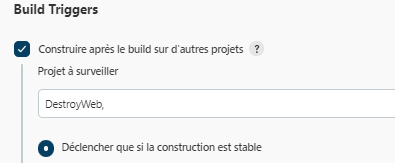 Build Triggers
Construire après le build sur d'autres projets ?
Projet à surveiller
DestroyWeb,
Déclencher que si la construction est stable